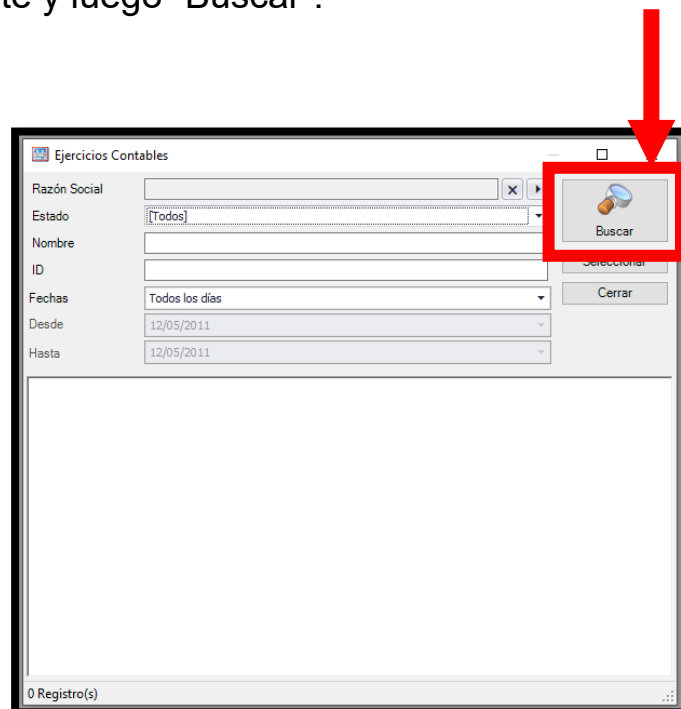 te y luego "Buscar".
Ejercicios Contables
Razón Social
Estado [Todos]
Buscar
Nombre
ID
Seleccionar
Fechas Todos los días
Cerrar
Desde 12/05/2011
Hasta 12/05/2011
0 Registro(s)